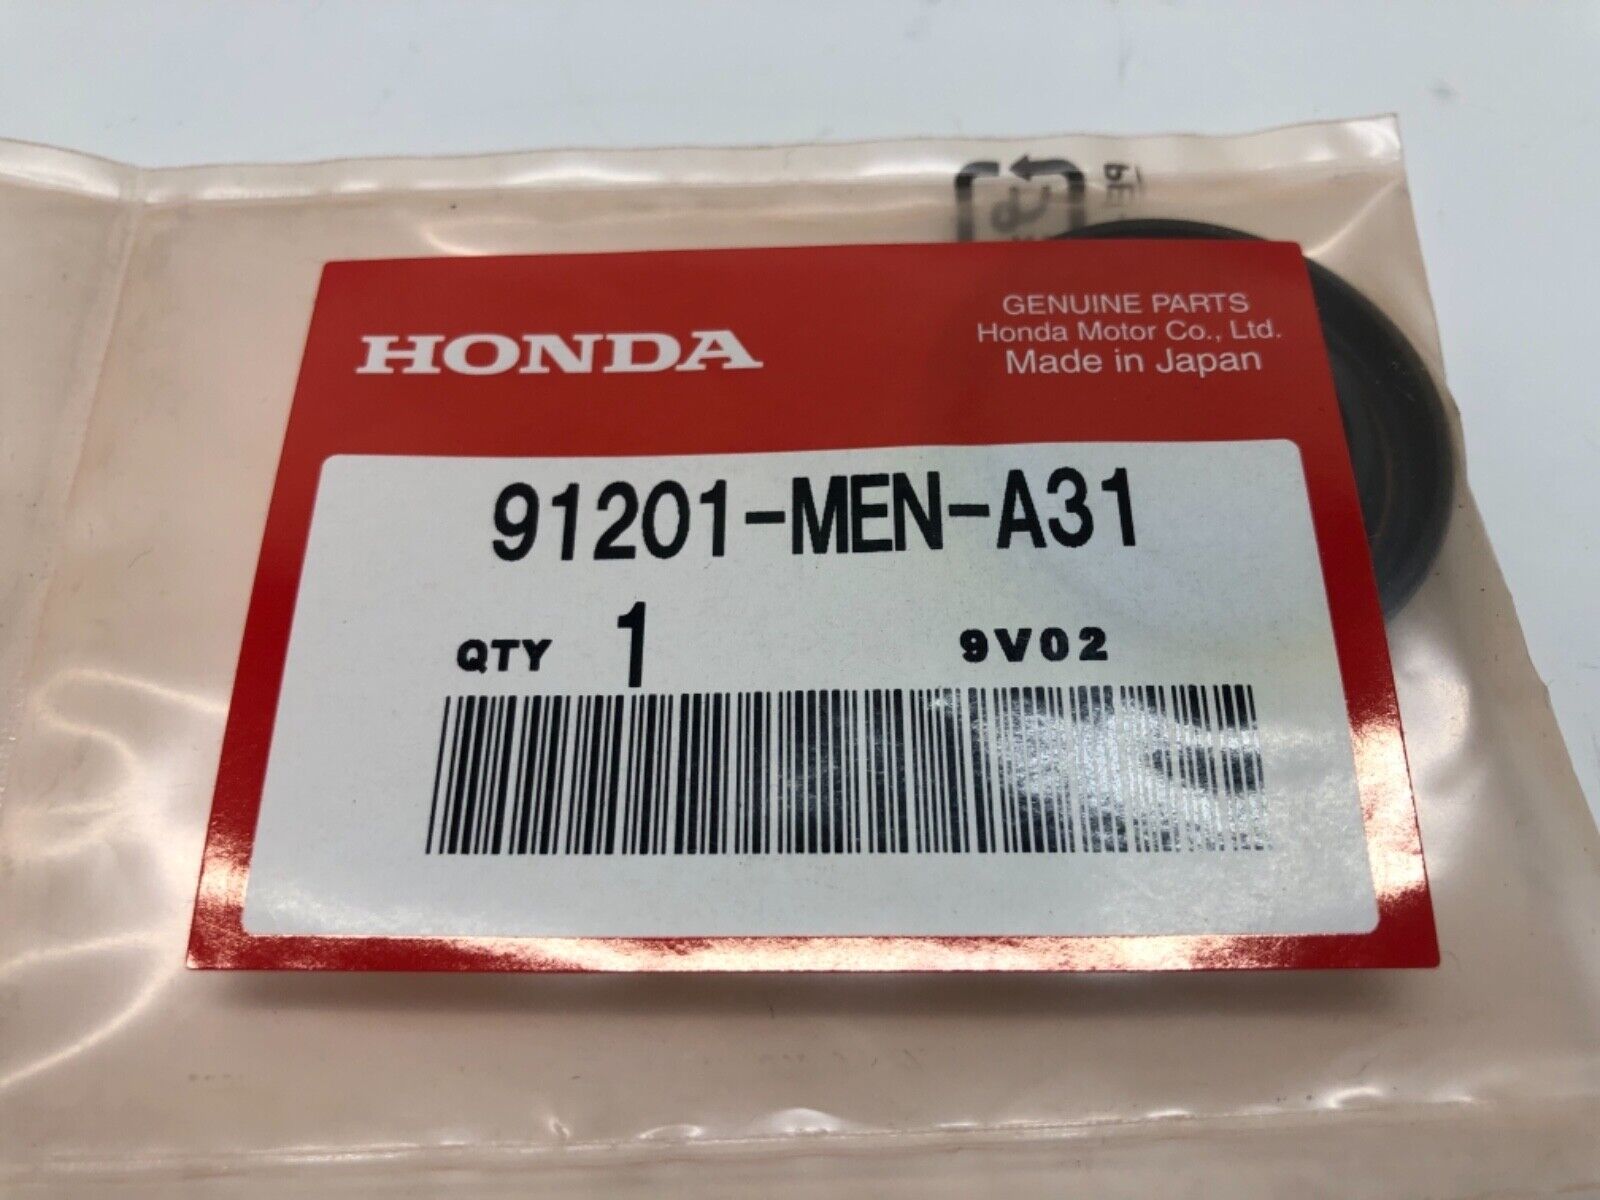 HONDA
GENUINE PARTS
Honda Motor Co., Ltd.
Made in Japan
91201-MEN-A31
QTY 1 9V02